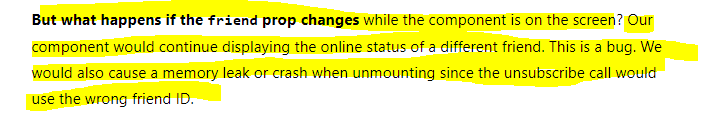 But what happens if the friend prop changes while the component is on the screen? Our
component would continue displaying the online status of a different friend. This is a bug. We
would also cause a memory leak or crash when unmounting since the unsubscribe call would
use the wrong friend ID.